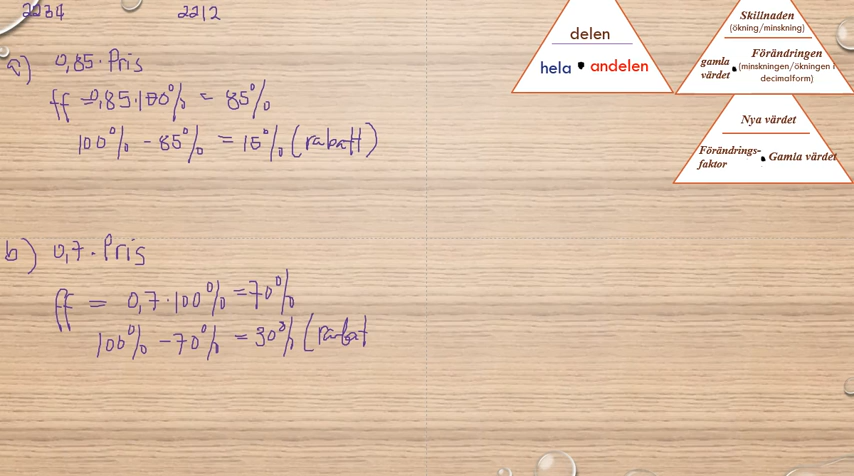 2234 2212
a) 0,85·Pris
ff = 0,85·100% = 85%
100% - 85% = 15% (rabatt)
b) 0,7·Pris
ff = 0,7·100% = 70%
100% - 70% = 30% (rabat
delen
hela • andelen
Skillnaden
(ökning/minskning)
gamla värdet • Förändringen
(minskningen/ökningen i
decimalform)
Nya värdet
Förändrings-
faktor • Gamla värdet